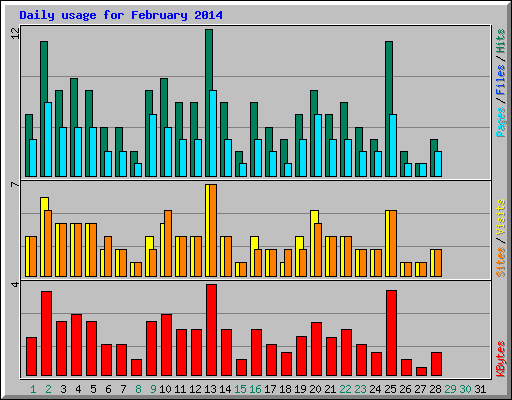 Daily usage for February 2014
12
7
4
Pages / Files / Hits
Sites / Visits
KBytes
1 2 3 4 5 6 7 8 9 10 11 12 13 14 15 16 17 18 19 20 21 22 23 24 25 26 27 28 29 30 31